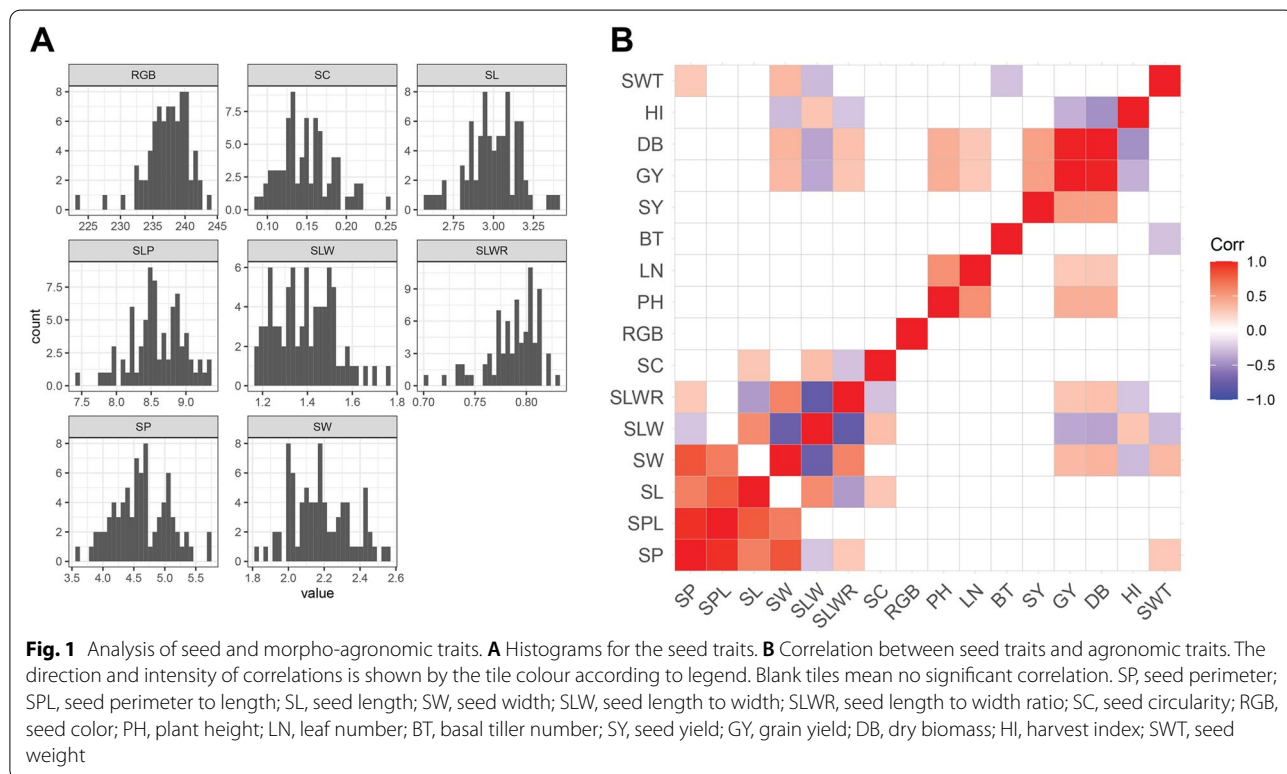 A
B
RGB
SC
SL
0
2
4
6
8
225
230
235
240
245
0.0
2.5
5.0
7.5
0.10
0.15
0.20
0.25
0
2
4
6
8
2.75
3.00
3.25
SLP
SLW
SLWR
0.0
2.5
5.0
7.5
7.5
8.0
8.5
9.0
0
1
2
3
4
5
6
1.2
1.4
1.6
1.8
0
3
6
9
0.70
0.75
0.80
SP
SW
0
2
4
6
8
3.5
4.0
4.5
5.0
5.5
0
2
4
6
8
1.8
2.0
2.2
2.4
2.6
count
value
SWT
HI
DB
GY
SY
BT
LN
PH
RGB
SC
SLWR
SLW
SW
SL
SPL
SP
SP
SPL
SL
SW
SLW
SLWR
SC
RGB
PH
LN
BT
SY
GY
DB
HI
SWT
Corr
1.0
0.5
0.0
−0.5
−1.0
Fig. 1 Analysis of seed and morpho-agronomic traits. A Histograms for the seed traits. B Correlation between seed traits and agronomic traits. The
direction and intensity of correlations is shown by the tile colour according to legend. Blank tiles mean no significant correlation. SP, seed perimeter;
SPL, seed perimeter to length; SL, seed length; SW, seed width; SLW, seed length to width; SLWR, seed length to width ratio; SC, seed circularity; RGB,
seed color; PH, plant height; LN, leaf number; BT, basal tiller number; SY, seed yield; GY, grain yield; DB, dry biomass; HI, harvest index; SWT, seed
weight